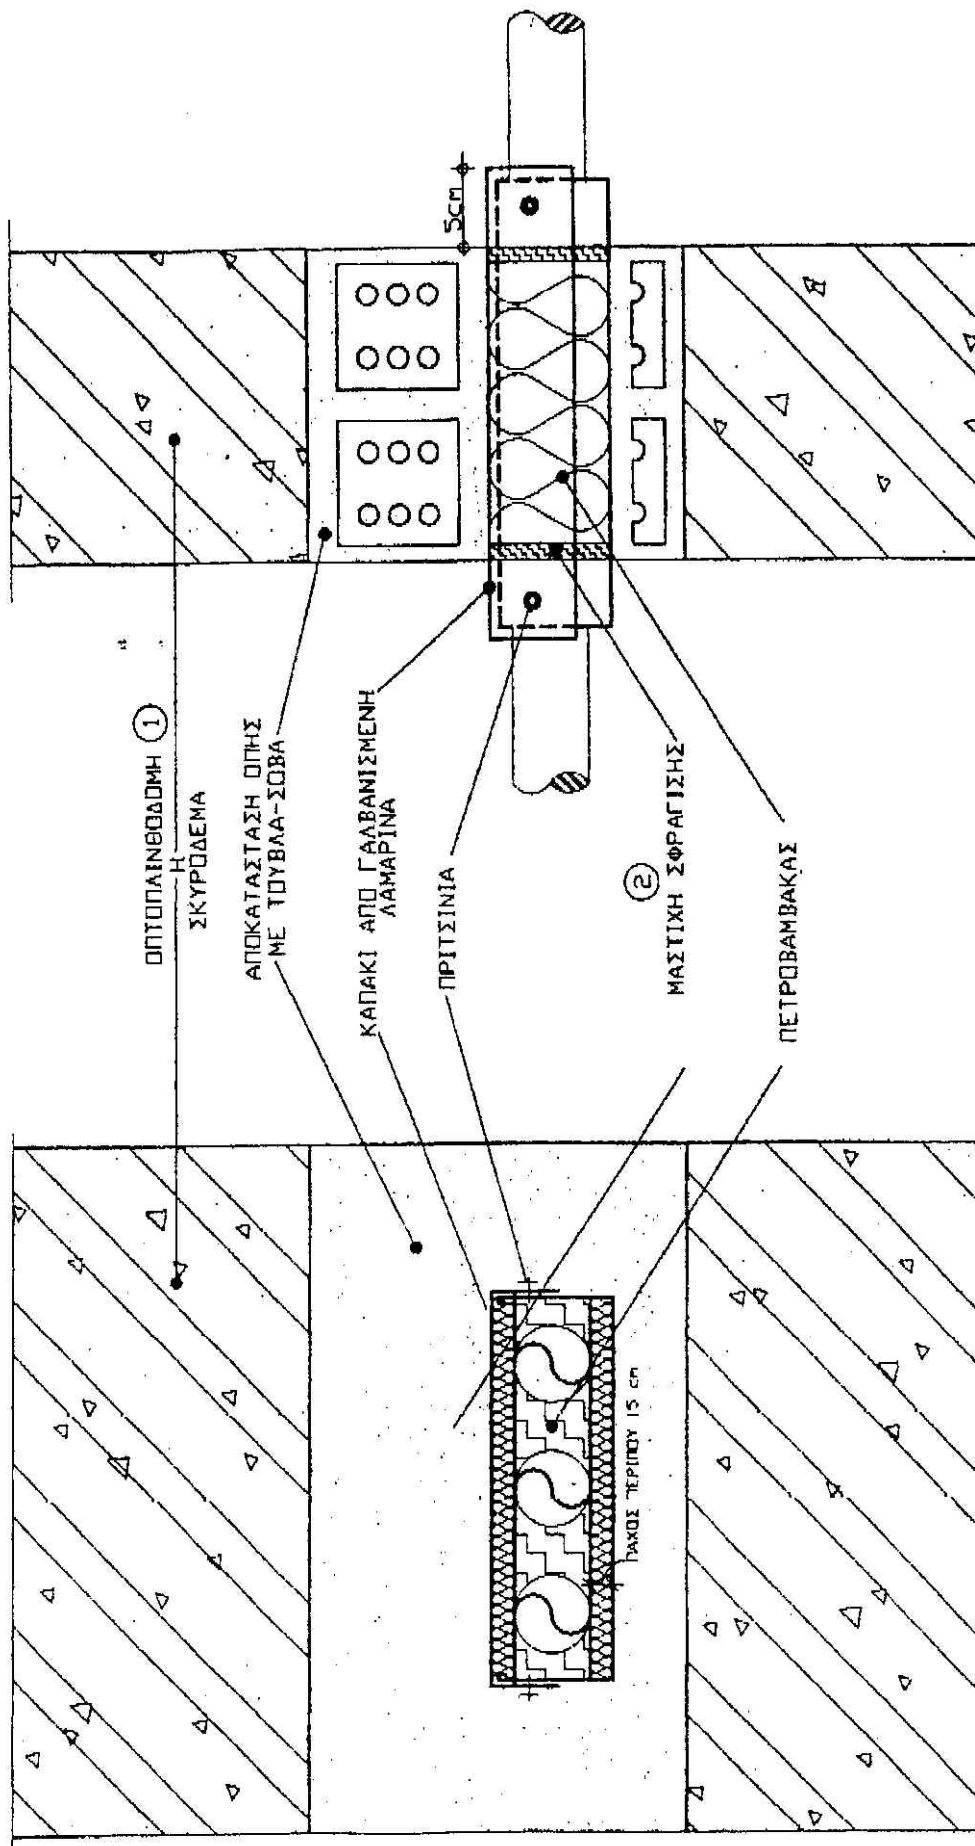 ΟΠΤΟΠΛΙΝΘΟΔΟΜΗ 1
Η
ΣΚΥΡΟΔΕΜΑ
ΑΠΟΚΑΤΑΣΤΑΣΗ ΟΠΗΣ
ΜΕ ΤΟΥΒΛΑ-ΣΟΒΑ
ΚΑΠΑΚΙ ΑΠΟ ΓΑΛΒΑΝΙΣΜΕΝΗ
ΛΑΜΑΡΙΝΑ
ΠΡΙΤΣΙΝΙΑ
2
ΜΑΣΤΙΧΗ ΣΦΡΑΓΙΣΗΣ
ΠΕΤΡΟΒΑΜΒΑΚΑΣ
5cm
ΠΑΧΟΣ ΠΕΡΙΠΟΥ 15 cm